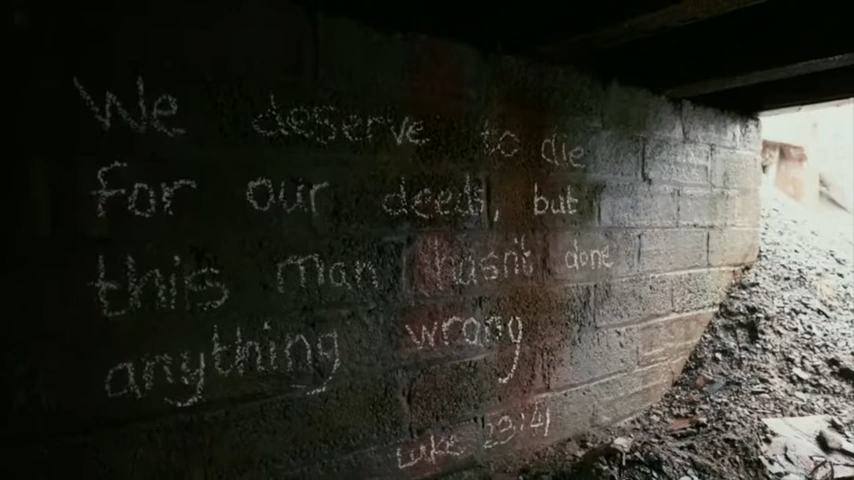 We deserve to die
for our deeds, but
this man hasn't done
anything wrong
Luke 23:41